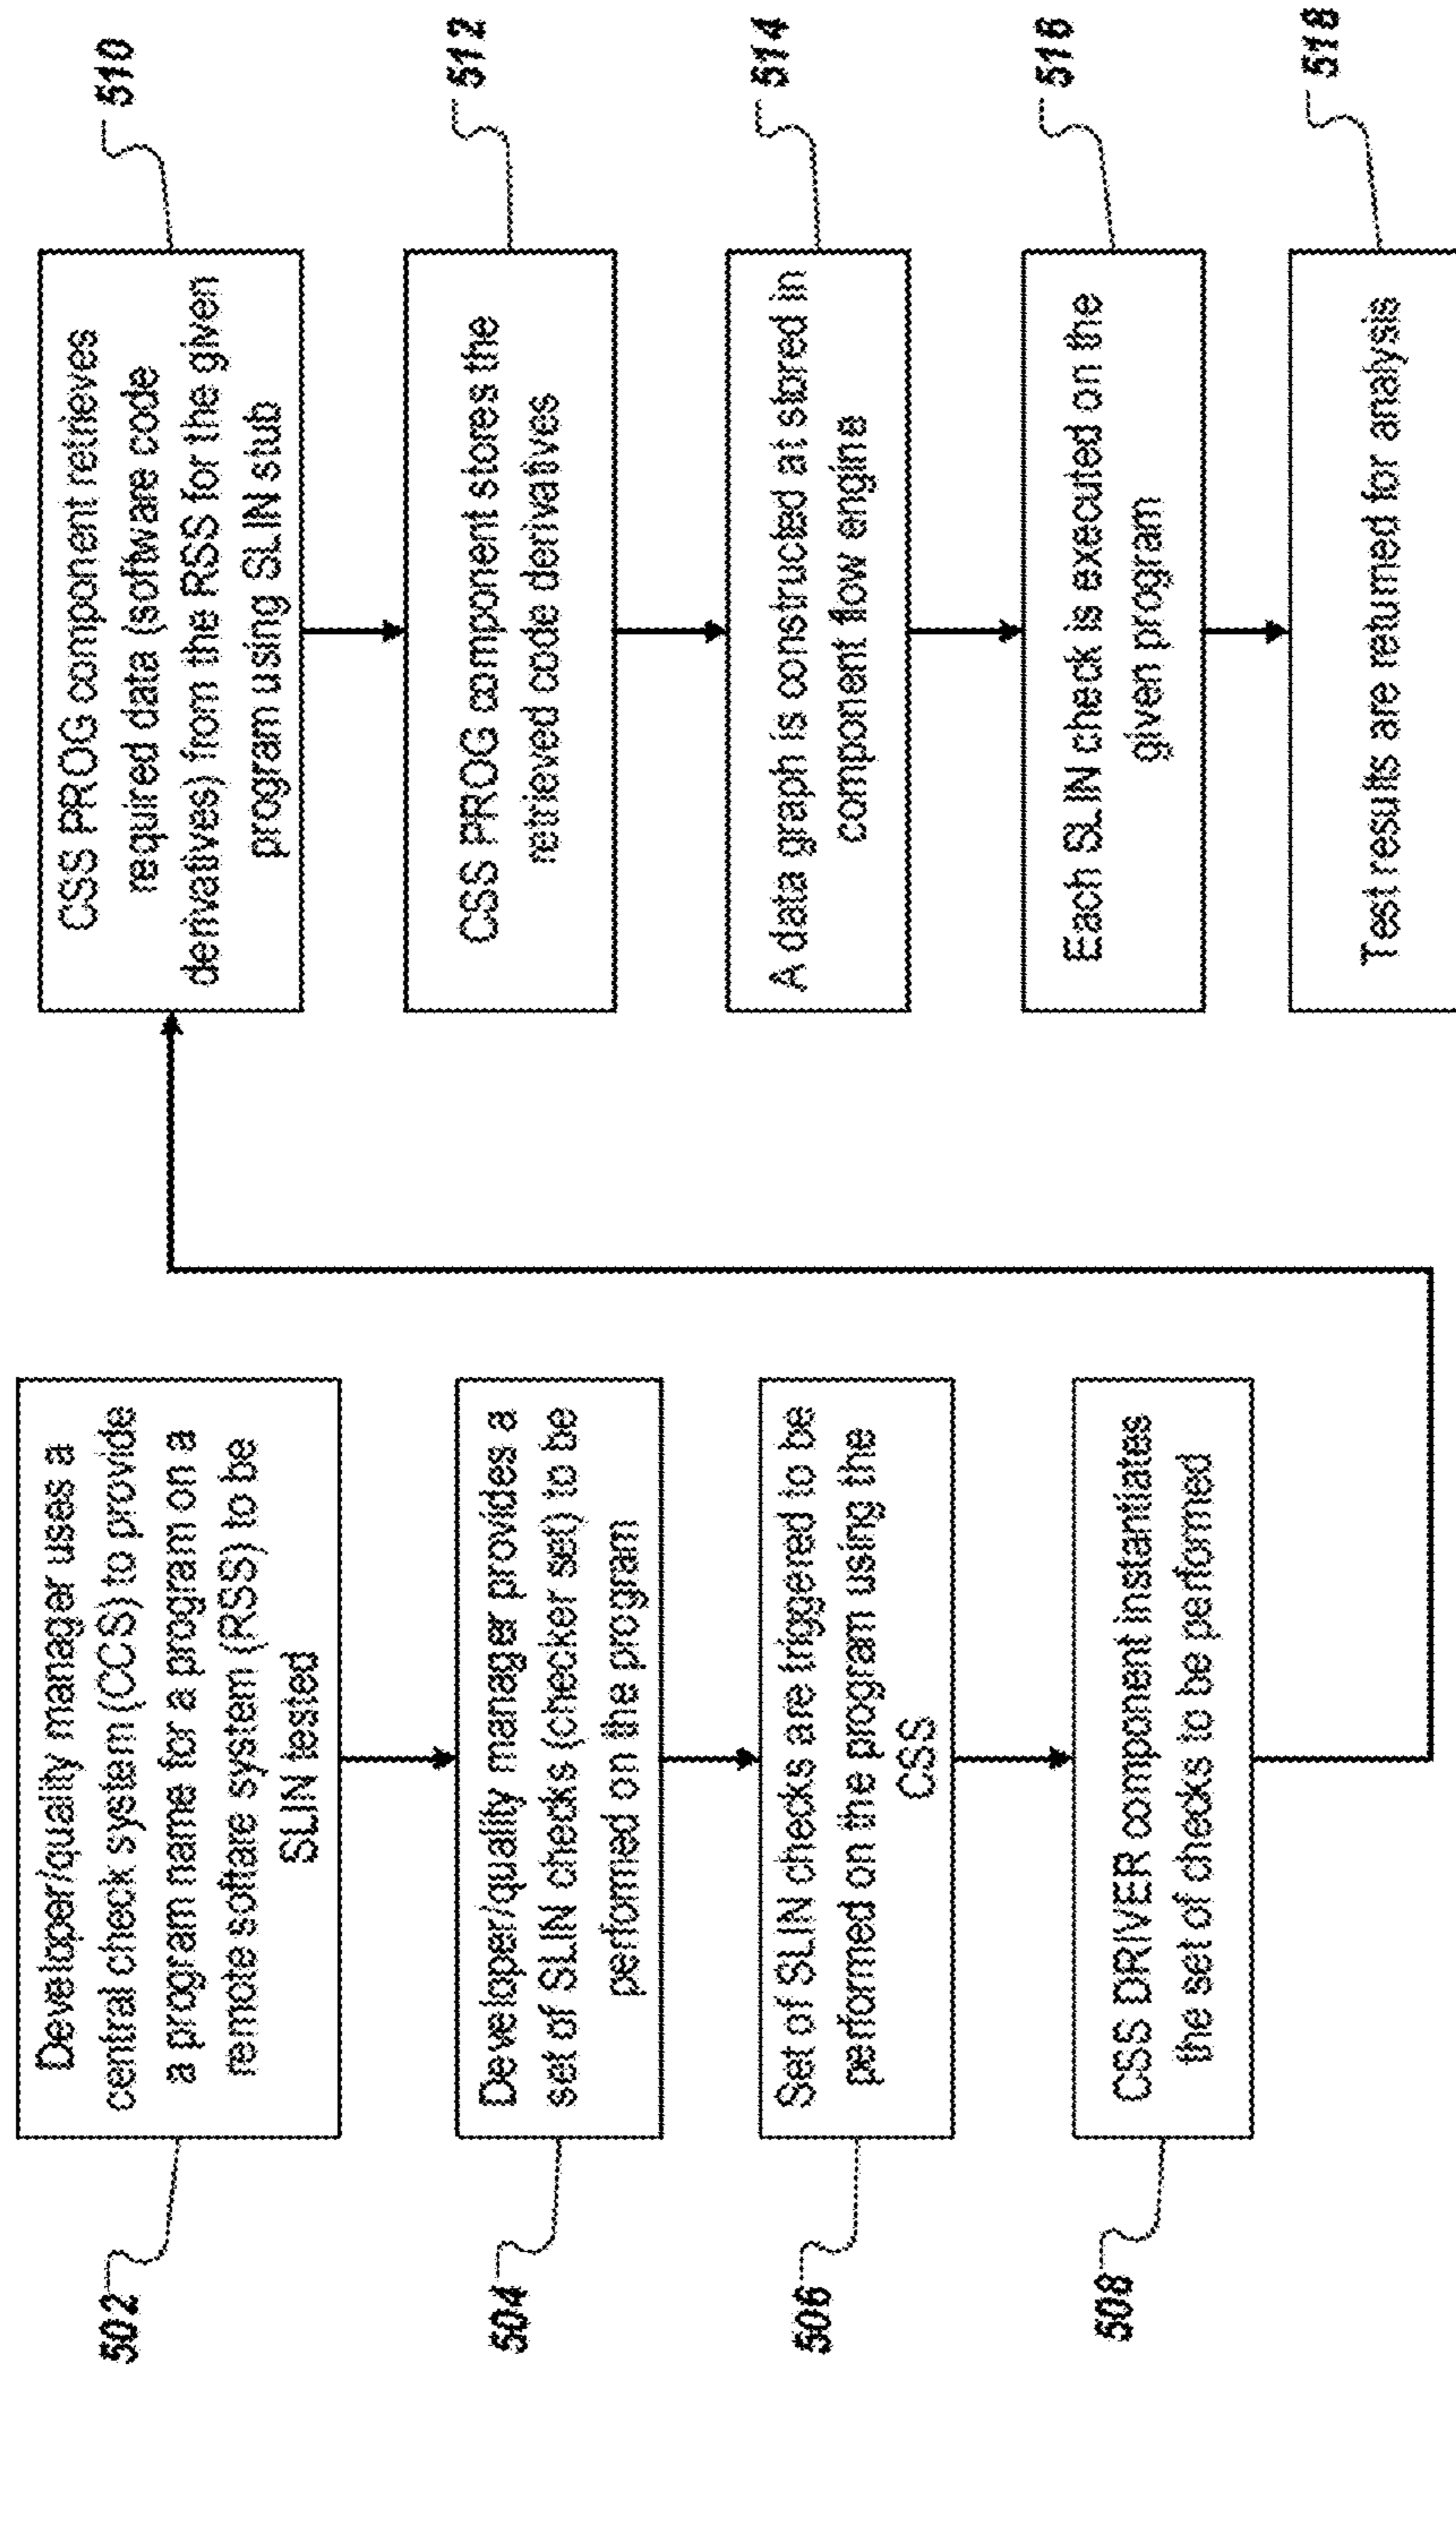 502
Developer/quality manager uses a
central check system (CCS) to provide
a program name for a program on a
remote softare system (RSS) to be
SLIN tested
504
Developer/quality manager provides a
set of SLIN checks (checker set) to be
performed on the program
506
Set of SLIN checks are triggered to be
performed on the program using the
CSS
508
CSS DRIVER component instantiates
the set of checks to be performed
510
CSS PROG component retrieves
required data (software code
derivatives) from the RSS for the given
program using SLIN stub
512
CSS PROG component stores the
retrieved code derivatives
514
A data graph is constructed at stored in
component flow engine
516
Each SLIN check is executed on the
given program
518
Test results are returned for analysis